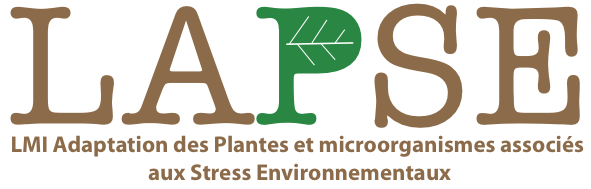 LAPSE
LMI Adaptation des Plantes et microorganismes associés
aux Stress Environnementaux